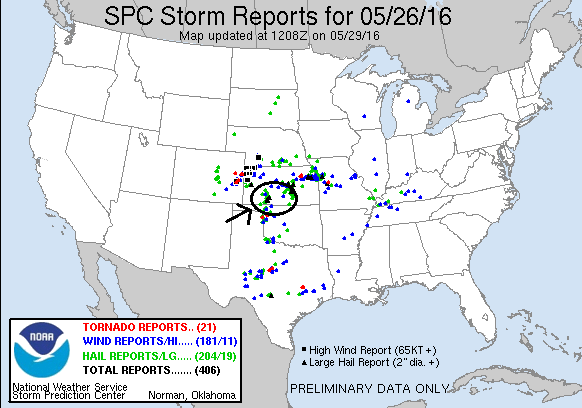 SPC Storm Reports for 05/26/16
Map updated at 1208Z on 05/29/16
TORNADO REPORTS.. (21)
WIND REPORTS/HI..... (181/11)
HAIL REPORTS/LG..... (204/19)
TOTAL REPORTS....... (406)
NOAA
National Weather Service
Storm Prediction Center Norman, Oklahoma
High Wind Report (65KT +)
Large Hail Report (2" dia. +)
PRELIMINARY DATA ONLY